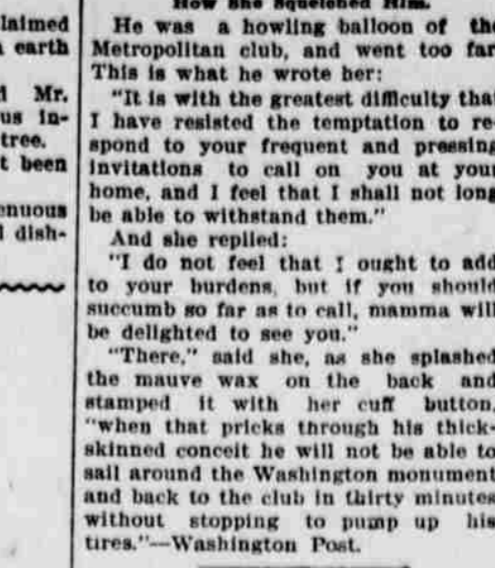 laimed
earth
Mr.
us in-
tree.
t been
enuous
dish-
How She Squelched Him.
He was a howling balloon of the
Metropolitan club, and went too far
This is what he wrote her:
"It is with the greatest difficulty that
I have resisted the temptation to re-
spond to your frequent and pressing
invitations to call on you at your
home, and I feel that I shall not long
be able to withstand them."
And she replied:
"I do not feel that I ought to add
to your burdens, but if you should
succumb so far as to call, mamma will
be delighted to see you."
"There," said she, as she splashed
the mauve wax on the back and
stamped it with her cuff button,
"when that pricks through his thick-
skinned conceit he will not be able to
sail around the Washington monument
and back to the club in thirty minutes
without stopping to pump up his
tires."—Washington Post.